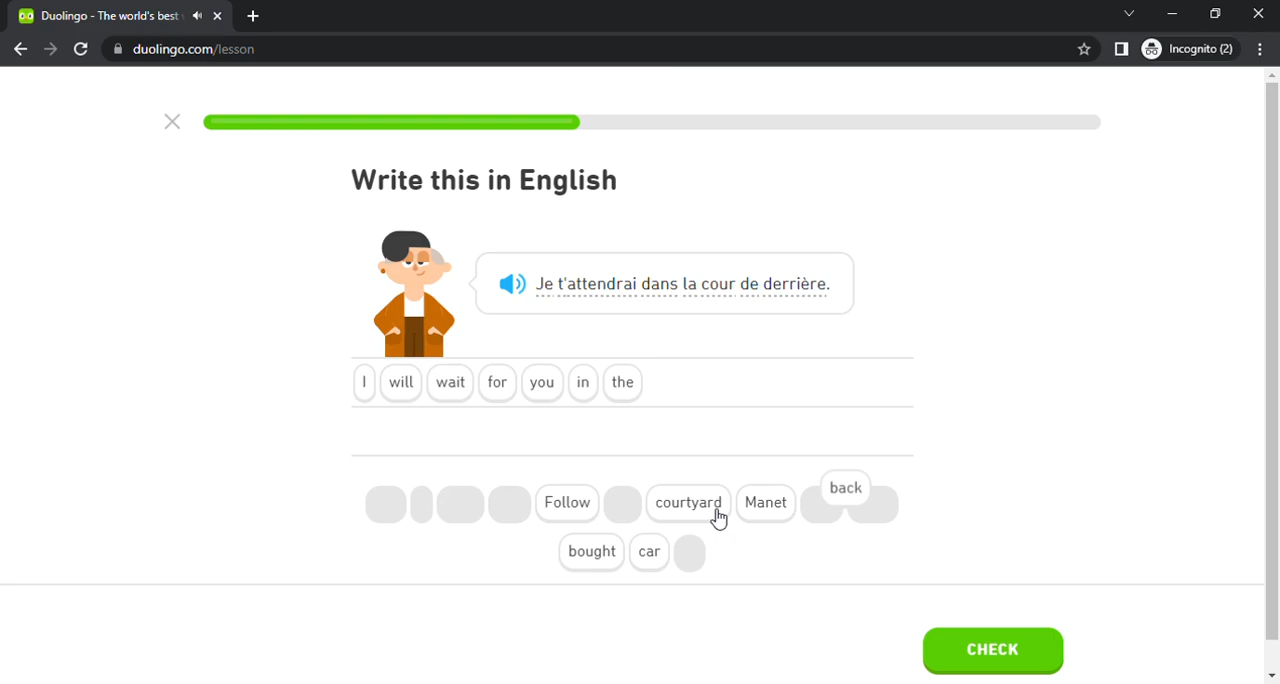 Duolingo - The world's best
duolingo.com/lesson
Incognito (2)
Write this in English
Je t'attendrai dans la cour de derrière.
I will wait for you in the
back
Follow courtyard Manet
bought car
CHECK